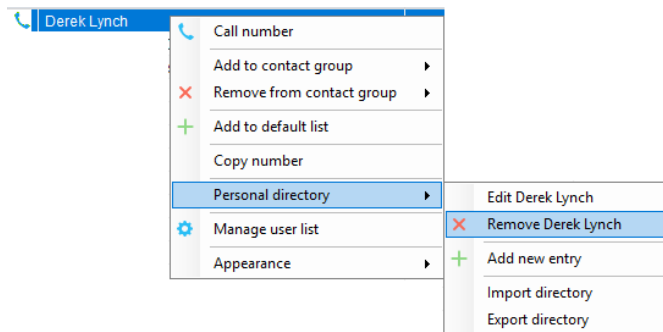 Derek Lynch
Call number
Add to contact group
Remove from contact group
Add to default list
Copy number
Personal directory
Edit Derek Lynch
Remove Derek Lynch
Manage user list
Add new entry
Appearance
Import directory
Export directory